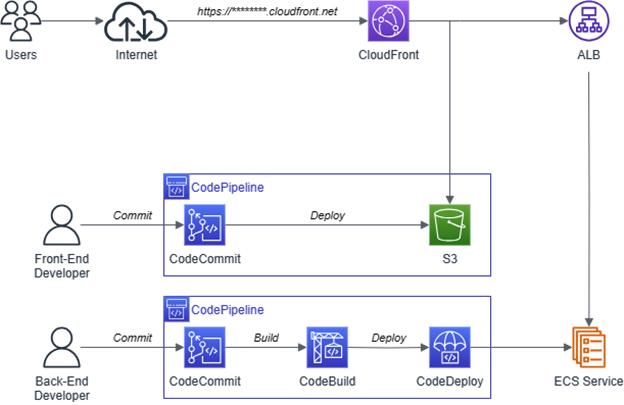 https://********.cloudfront.net
Users
Internet
CloudFront
ALB
CodePipeline
Commit
Deploy
Front-End
Developer
CodeCommit
S3
CodePipeline
Commit
Build
Deploy
Back-End
Developer
CodeCommit
CodeBuild
CodeDeploy
ECS Service